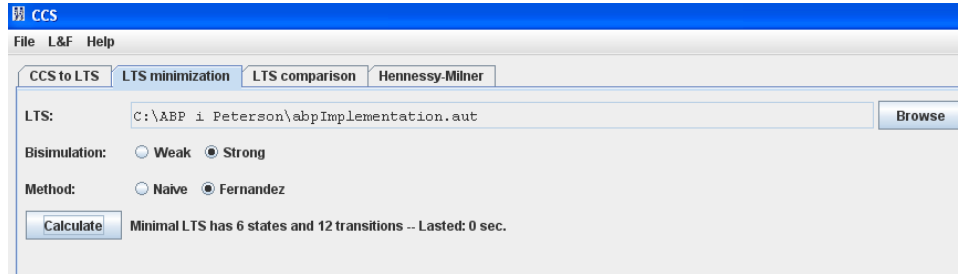 CCS
File L&F Help
CCS to LTS LTS minimization LTS comparison Hennessy-Milner
LTS: C:\ABP i Peterson\abpImplementation.aut Browse
Bisimulation: Weak Strong
Method: Naive Fernandez
Calculate Minimal LTS has 6 states and 12 transitions -- Lasted: 0 sec.